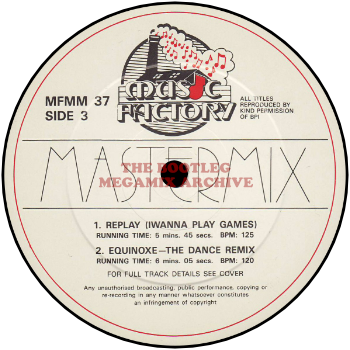 music
FACTORY
MFMM 37
SIDE 3
ALL TITLES
REPRODUCED BY
KIND PERMISSION
OF BPI
MASTERMIX
THE BOOTLEG
MEGAMIX ARCHIVE
1. REPLAY (IWANNA PLAY GAMES)
RUNNING TIME: 5 mins. 45 secs. BPM: 125
2. EQUINOXE—THE DANCE REMIX
RUNNING TIME: 6 mins. 05 secs. BPM: 120
FOR FULL TRACK DETAILS SEE COVER
Any unauthorised broadcasting, public performance, copying or
re-recording in any manner whatsoever constitutes
an infringement of copyright